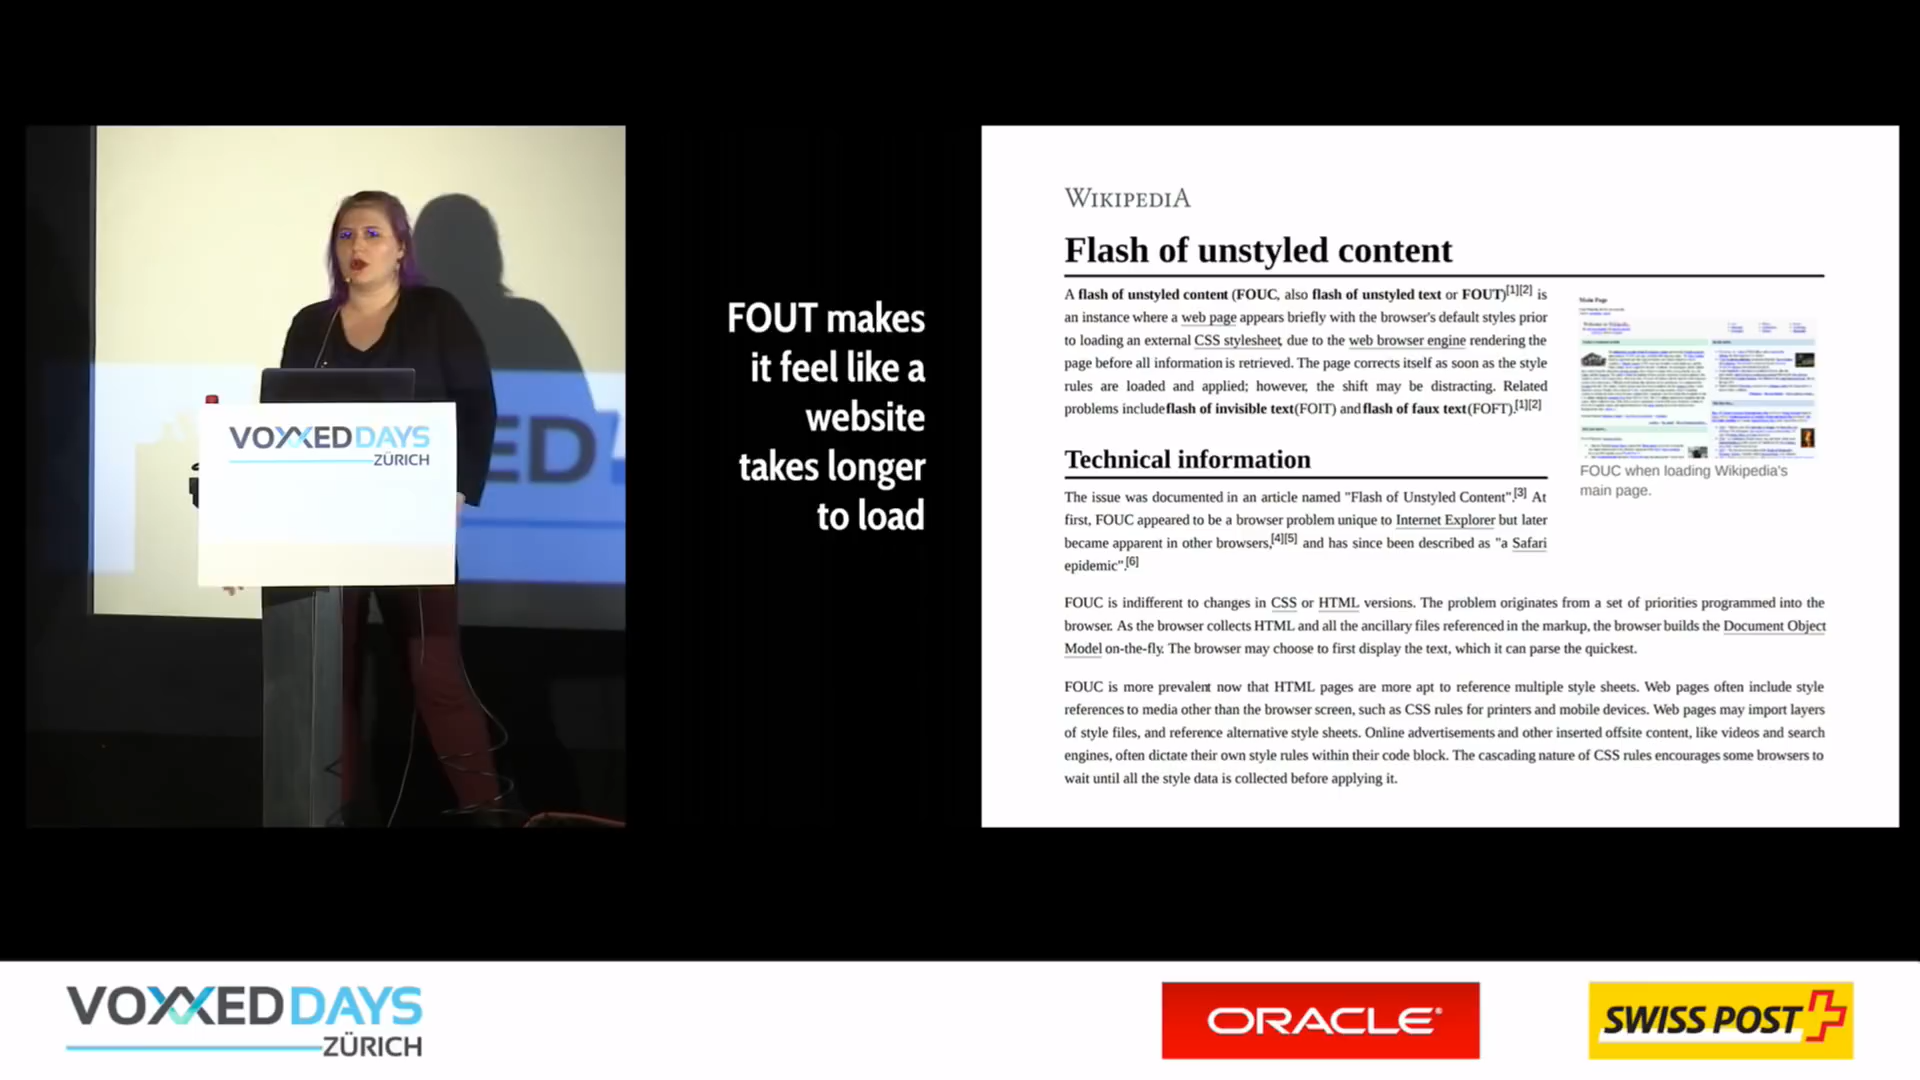 VOXXED DAYS
ZÜRICH
ED
FOUT makes
it feel like a
website
takes longer
to load
WIKIPEDIA
Flash of unstyled content
A flash of unstyled content (FOUC, also flash of unstyled text or FOUT)[1][2] is
an instance where a web page appears briefly with the browser's default styles prior
to loading an external CSS stylesheet, due to the web browser engine rendering the
page before all information is retrieved. The page corrects itself as soon as the style
rules are loaded and applied; however, the shift may be distracting. Related
problems include flash of invisible text (FOIT) and flash of faux text (FOFT).[1][2]
Main Page
FOUC when loading Wikipedia's
main page.
Technical information
The issue was documented in an article named "Flash of Unstyled Content".[3] At
first, FOUC appeared to be a browser problem unique to Internet Explorer but later
became apparent in other browsers,[4][5] and has since been described as "a Safari
epidemic".[6]
FOUC is indifferent to changes in CSS or HTML versions. The problem originates from a set of priorities programmed into the
browser. As the browser collects HTML and all the ancillary files referenced in the markup, the browser builds the Document Object
Model on-the-fly. The browser may choose to first display the text, which it can parse the quickest.
FOUC is more prevalent now that HTML pages are more apt to reference multiple style sheets. Web pages often include style
references to media other than the browser screen, such as CSS rules for printers and mobile devices. Web pages may import layers
of style files, and reference alternative style sheets. Online advertisements and other inserted offsite content, like videos and search
engines, often dictate their own style rules within their code block. The cascading nature of CSS rules encourages some browsers to
wait until all the style data is collected before applying it.
VOXXED DAYS
ZÜRICH
ORACLE®
SWISS POST